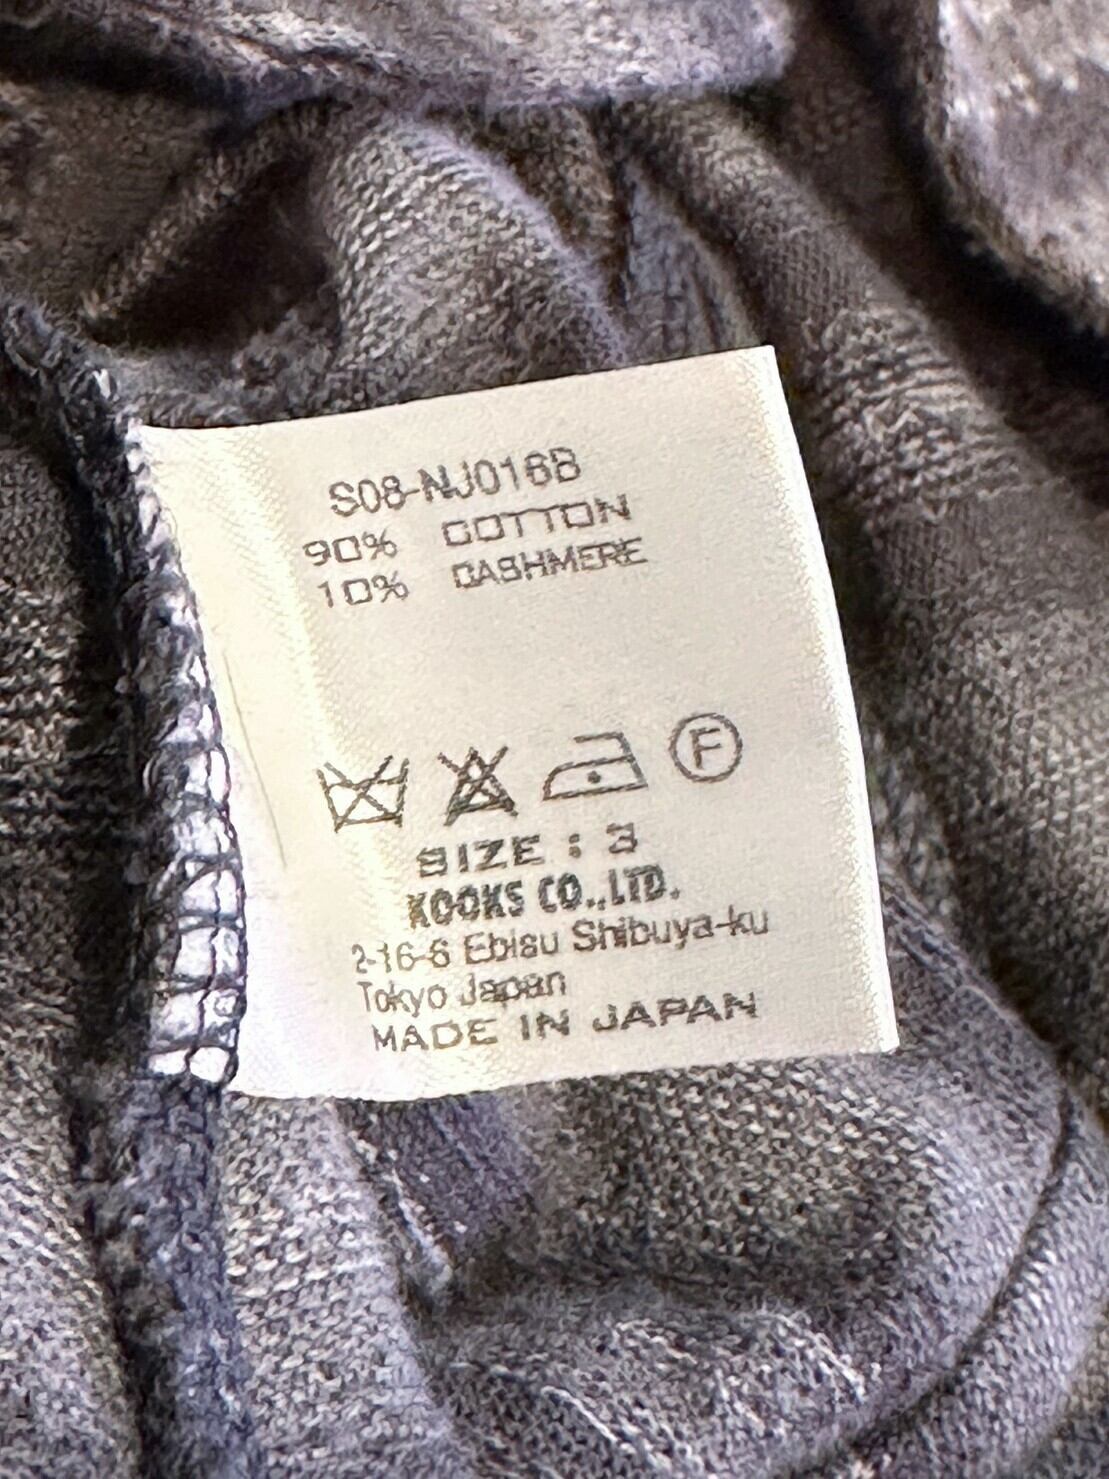 S08-NJ016B
90% COTTON
10% CASHMERE
F
SIZE : 3
KOOKS CO.,LTD.
2-16-6 Ebisu Shibuya-ku
Tokyo Japan
MADE IN JAPAN